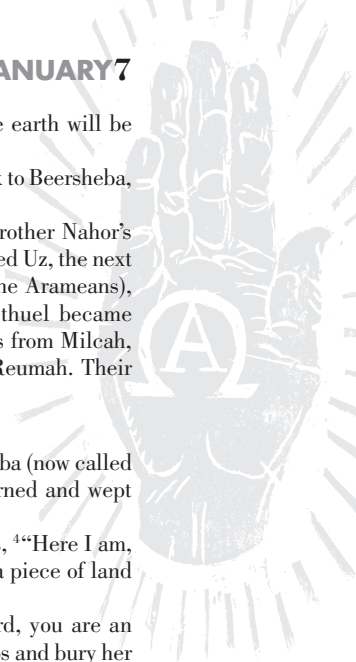 ANUARY7
e earth will be
to Beersheba,
rother Nahor's
ed Uz, the next
he Arameans),
thuel became
s from Milcah,
Reumah. Their
ba (now called
rned and wept
, ⁴“Here I am,
a piece of land
rd, you are an
os and bury her
ΑΩ